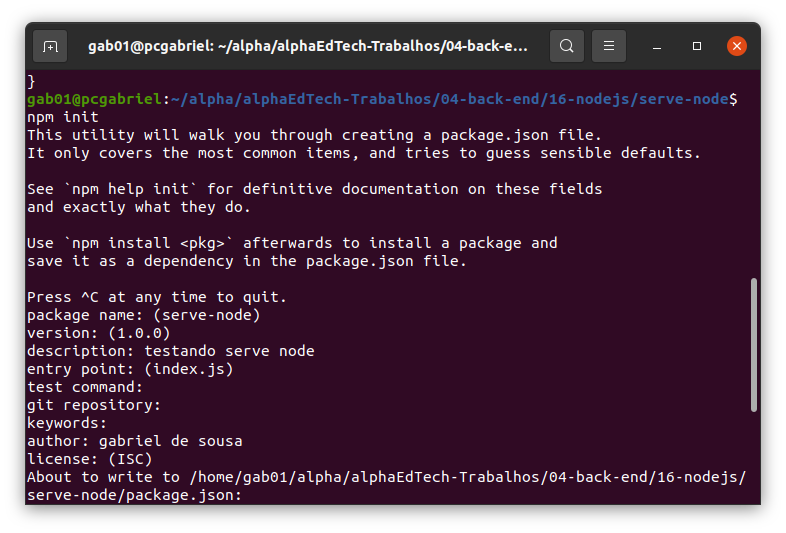 gab01@pcgabriel: ~/alpha/alphaEdTech-Trabalhos/04-back-e...
}
gab01@pcgabriel:~/alpha/alphaEdTech-Trabalhos/04-back-end/16-nodejs/serve-node$
npm init
This utility will walk you through creating a package.json file.
It only covers the most common items, and tries to guess sensible defaults.
See `npm help init` for definitive documentation on these fields
and exactly what they do.
Use `npm install <pkg>` afterwards to install a package and
save it as a dependency in the package.json file.
Press ^C at any time to quit.
package name: (serve-node)
version: (1.0.0)
description: testando serve node
entry point: (index.js)
test command:
git repository:
keywords:
author: gabriel de sousa
license: (ISC)
About to write to /home/gab01/alpha/alphaEdTech-Trabalhos/04-back-end/16-nodejs/
serve-node/package.json: